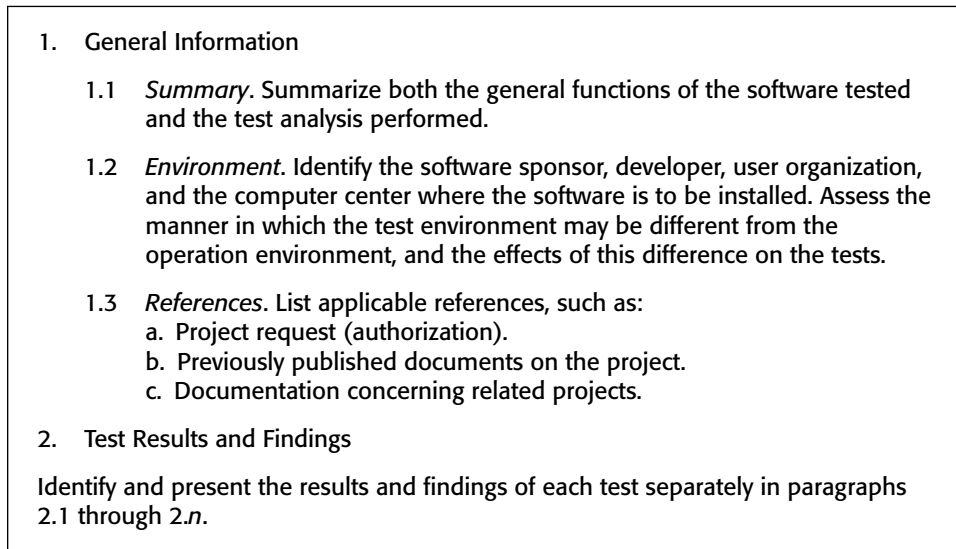 1. General Information
1.1 Summary. Summarize both the general functions of the software tested
and the test analysis performed.
1.2 Environment. Identify the software sponsor, developer, user organization,
and the computer center where the software is to be installed. Assess the
manner in which the test environment may be different from the
operation environment, and the effects of this difference on the tests.
1.3 References. List applicable references, such as:
a. Project request (authorization).
b. Previously published documents on the project.
c. Documentation concerning related projects.
2. Test Results and Findings
Identify and present the results and findings of each test separately in paragraphs
2.1 through 2.n.